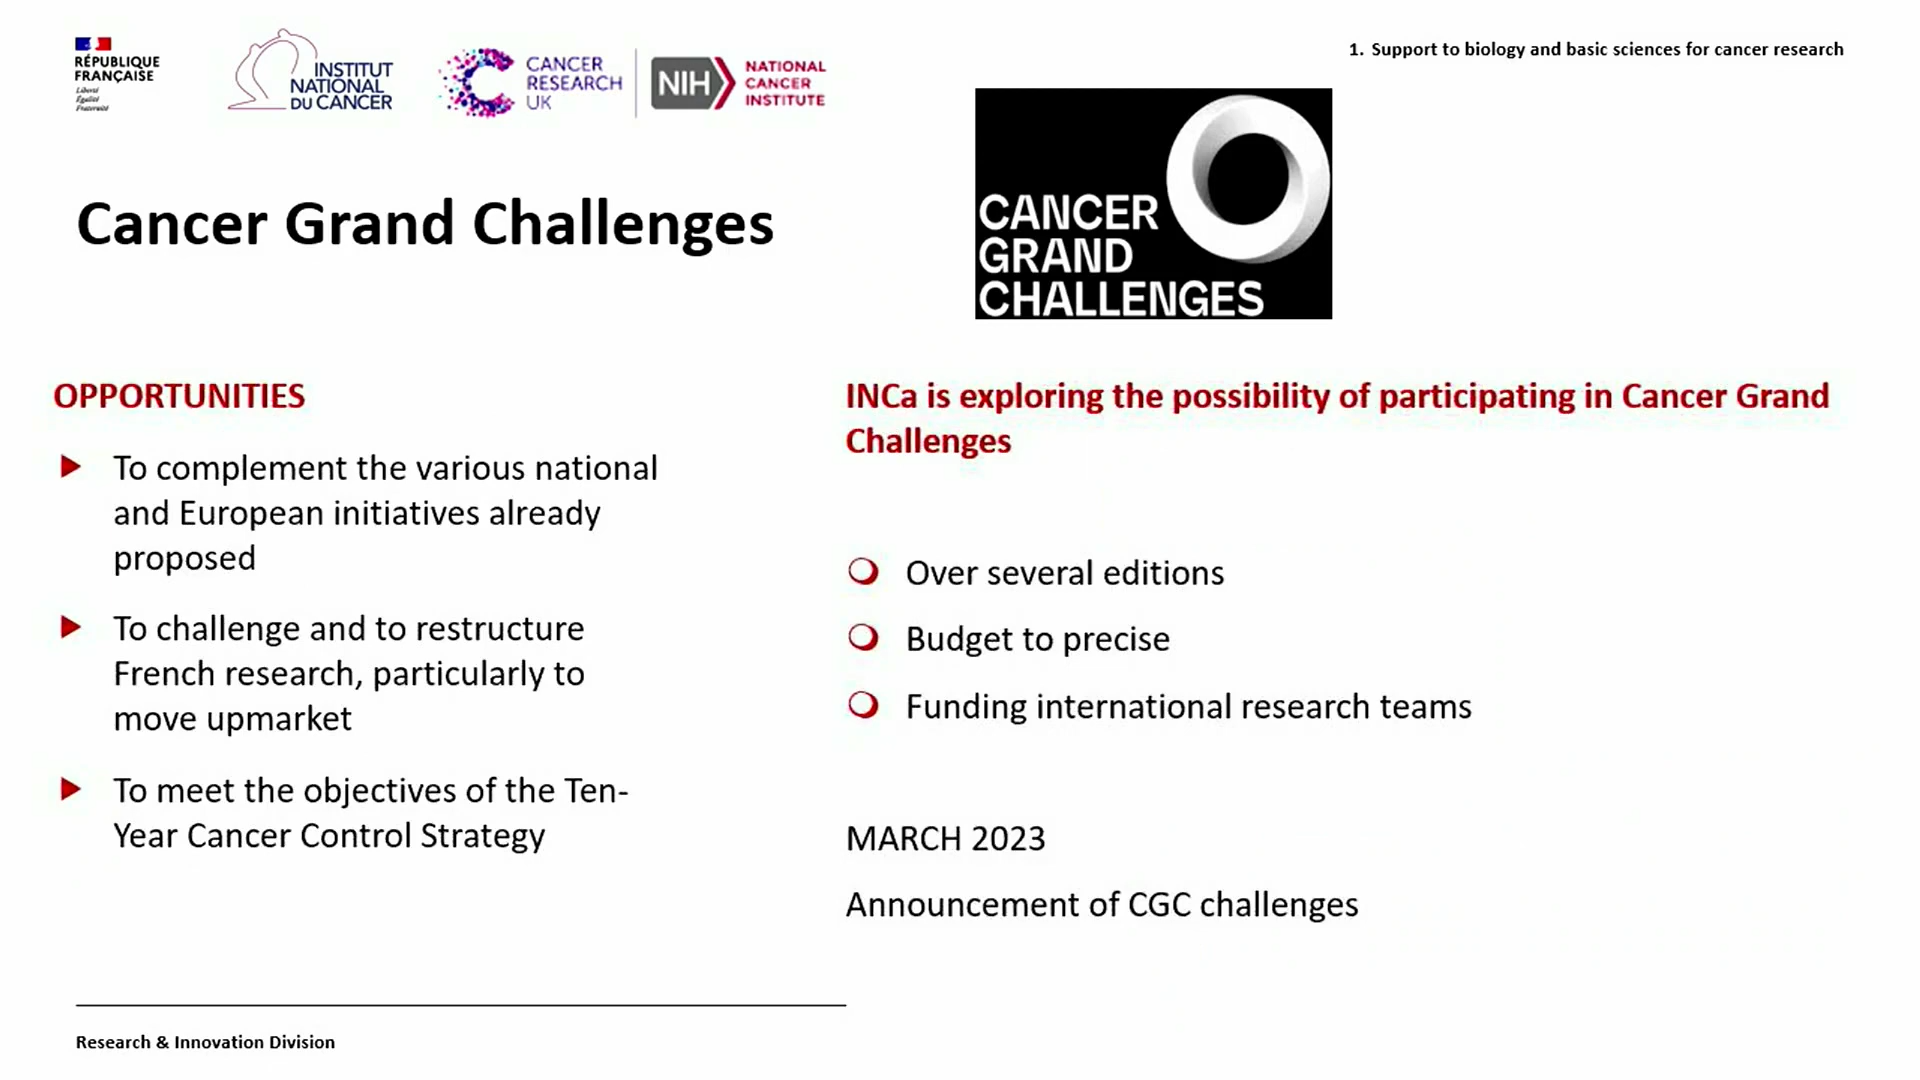 RÉPUBLIQUE
FRANÇAISE
Liberté
Égalité
Fraternité
INSTITUT
NATIONAL
DU CANCER
CANCER
RESEARCH
UK
NIH
NATIONAL
CANCER
INSTITUTE
1. Support to biology and basic sciences for cancer research
CANCER
GRAND
CHALLENGES
Cancer Grand Challenges
OPPORTUNITIES
To complement the various national
and European initiatives already
proposed
To challenge and to restructure
French research, particularly to
move upmarket
To meet the objectives of the Ten-
Year Cancer Control Strategy
INCa is exploring the possibility of participating in Cancer Grand
Challenges
Over several editions
Budget to precise
Funding international research teams
MARCH 2023
Announcement of CGC challenges
Research & Innovation Division